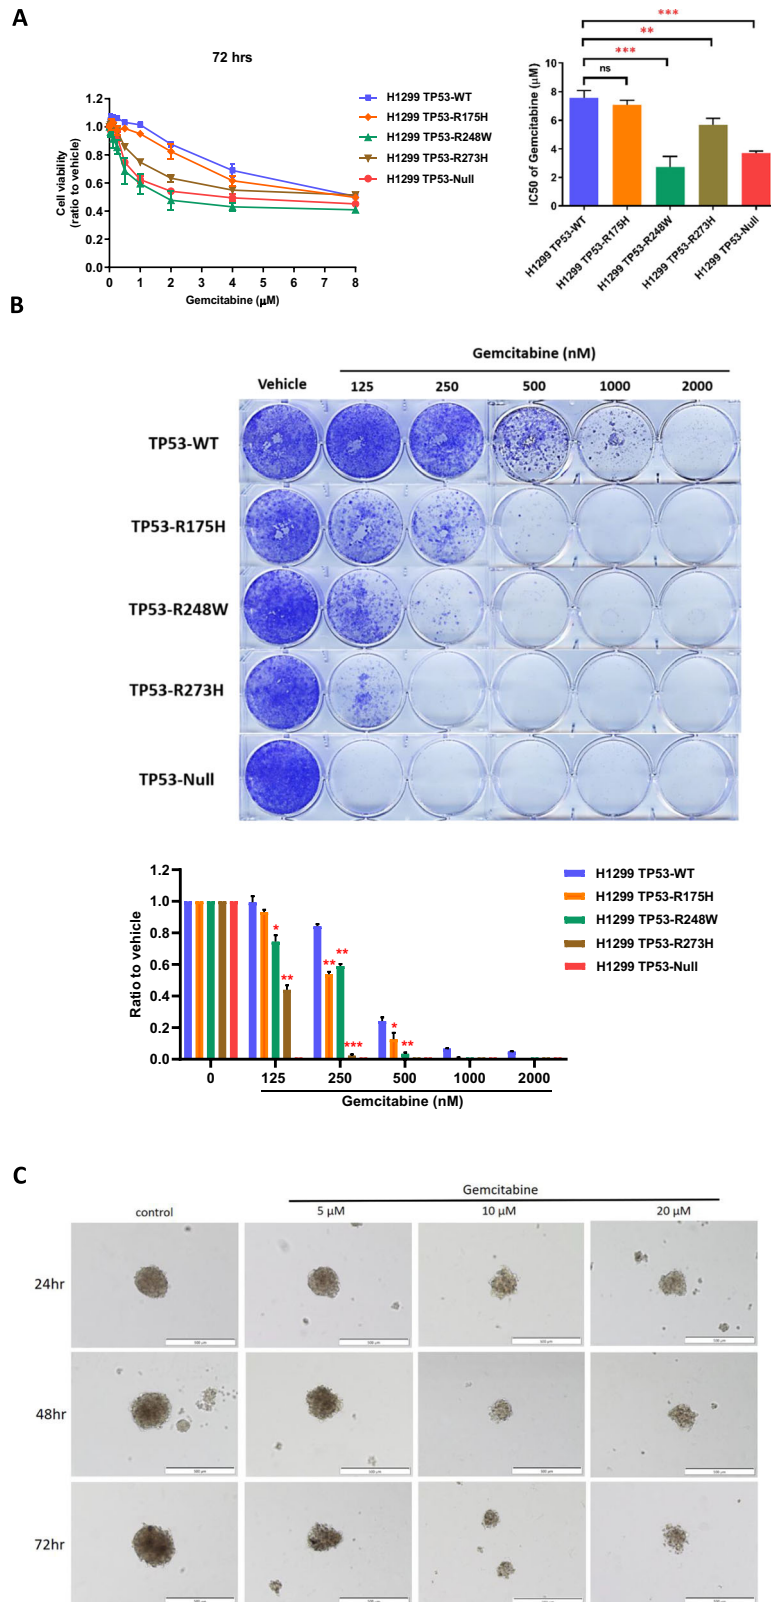 A
72 hrs
Cell viability
(ratio to vehicle)
1.2
1.0
0.8
0.6
0.4
0.2
0.0
0 1 2 3 4 5 6 7 8
Gemcitabine (μM)
H1299 TP53-WT
H1299 TP53-R175H
H1299 TP53-R248W
H1299 TP53-R273H
H1299 TP53-Null
***
**
***
ns
IC50 of Gemcitabine (μM)
10
8
6
4
2
0
H1299 TP53-WT
H1299 TP53-R175H
H1299 TP53-R248W
H1299 TP53-R273H
H1299 TP53-Null
B
Gemcitabine (nM)
Vehicle 125 250 500 1000 2000
TP53-WT
TP53-R175H
TP53-R248W
TP53-R273H
TP53-Null
Ratio to vehicle
1.2
1.0
0.8
0.6
0.4
0.2
0.0
* ** ** ** *** * **
0 125 250 500 1000 2000
Gemcitabine (nM)
H1299 TP53-WT
H1299 TP53-R175H
H1299 TP53-R248W
H1299 TP53-R273H
H1299 TP53-Null
C
Gemcitabine
control 5 μM 10 μM 20 μM
24hr
48hr
72hr